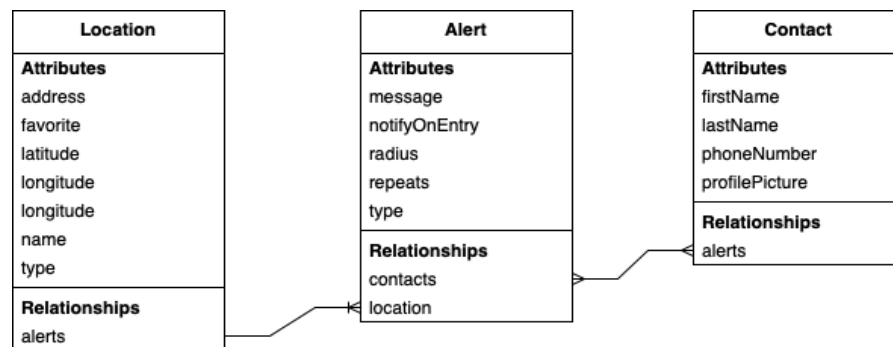 Location
Attributes
address
favorite
latitude
longitude
longitude
name
type
Relationships
alerts
Alert
Attributes
message
notifyOnEntry
radius
repeats
type
Relationships
contacts
location
Contact
Attributes
firstName
lastName
phoneNumber
profilePicture
Relationships
alerts